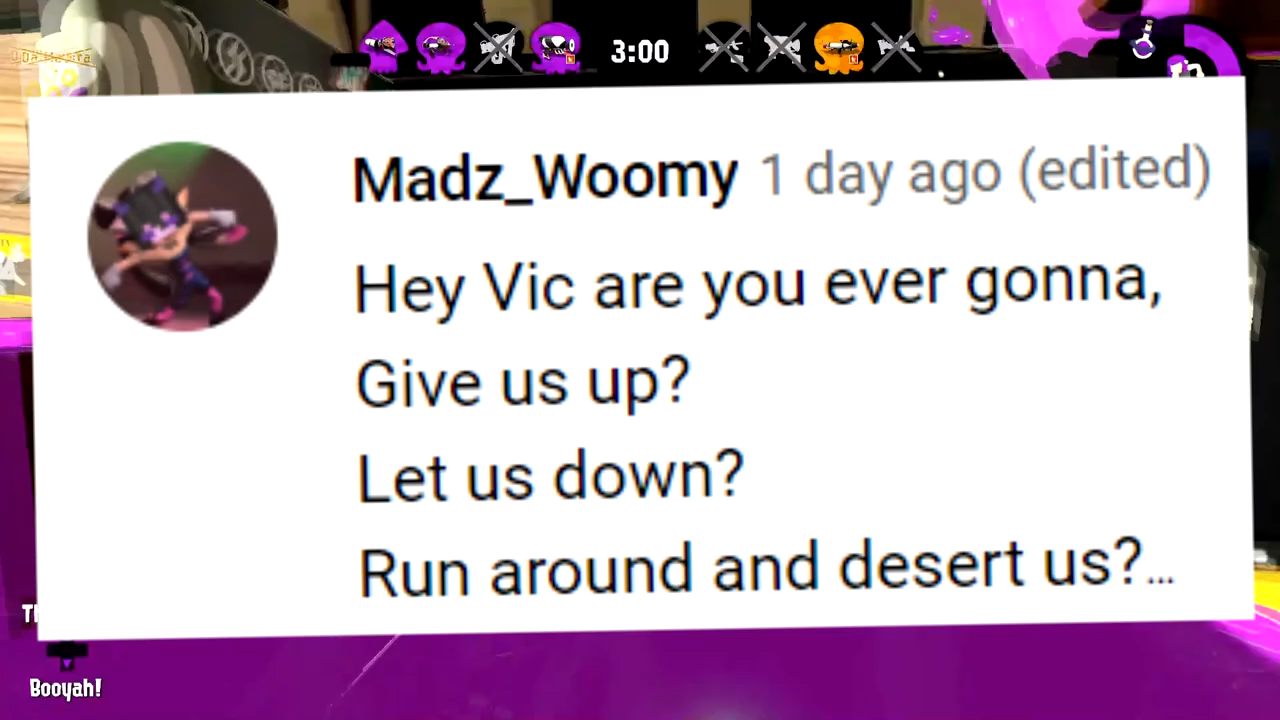 3:00
Madz_Woomy 1 day ago (edited)
Hey Vic are you ever gonna,
Give us up?
Let us down?
Run around and desert us?...
Booyah!